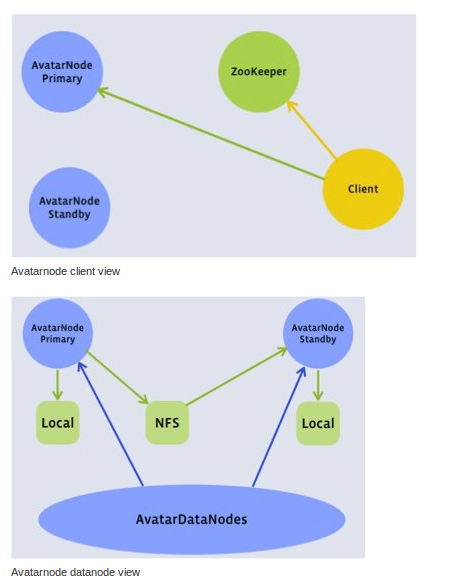 AvatarNode
Primary
ZooKeeper
Client
AvatarNode
Standby
Avatarnode client view
AvatarNode
Primary
AvatarNode
Standby
Local
NFS
Local
AvatarDataNodes
Avatarnode datanode view